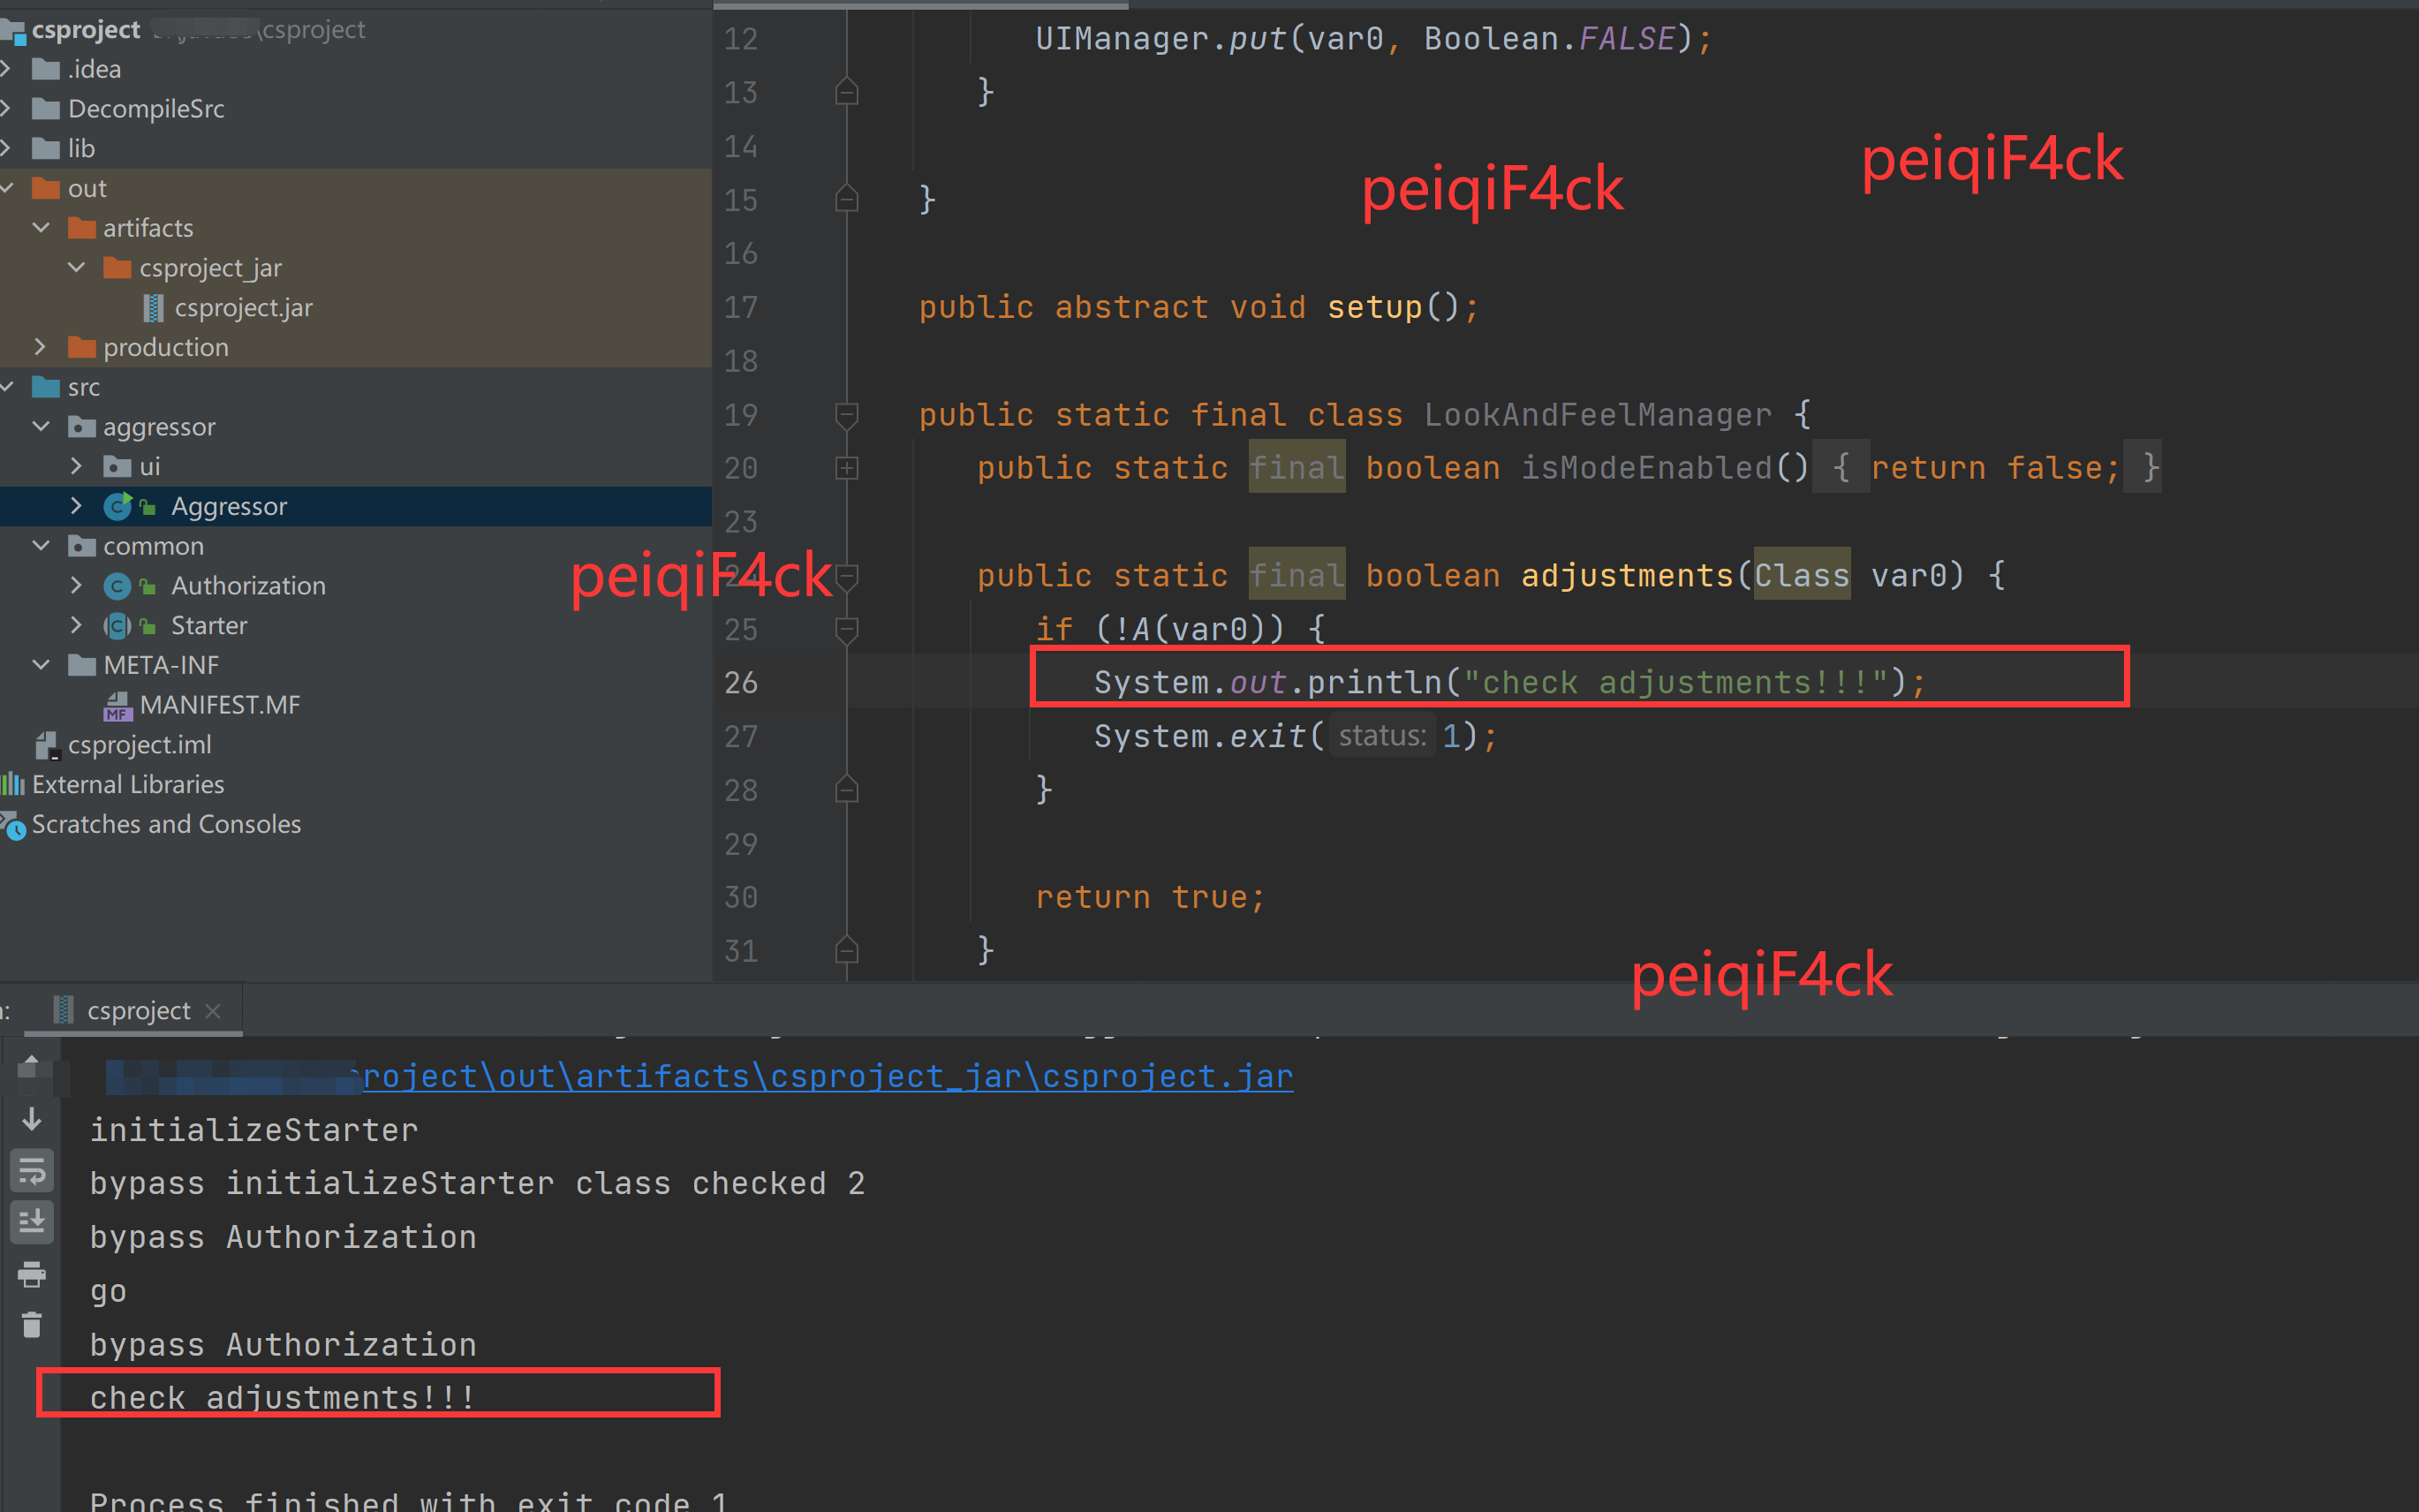 csproject \csproject
.idea
DecompileSrc
lib
out
artifacts
csproject_jar
csproject.jar
production
src
aggressor
ui
Aggressor
common
Authorization
Starter
META-INF
MF MANIFEST.MF
csproject.iml
External Libraries
Scratches and Consoles
12 UIManager.put(var0, Boolean.FALSE);
13 }
14
15 }
16
17 public abstract void setup();
18
19 public static final class LookAndFeelManager {
20 public static final boolean isModeEnabled() { return false; }
23
public static final boolean adjustments(Class var0) {
25 if (!A(var0)) {
26 System.out.println("check adjustments!!!");
27 System.exit( status: 1);
28 }
29
30 return true;
31 }
peiqiF4ck
peiqiF4ck
peiqiF4ck
peiqiF4ck
csproject
project\out\artifacts\csproject_jar\csproject.jar
initializeStarter
bypass initializeStarter class checked 2
bypass Authorization
go
bypass Authorization
check adjustments!!!
Process finished with exit code 1